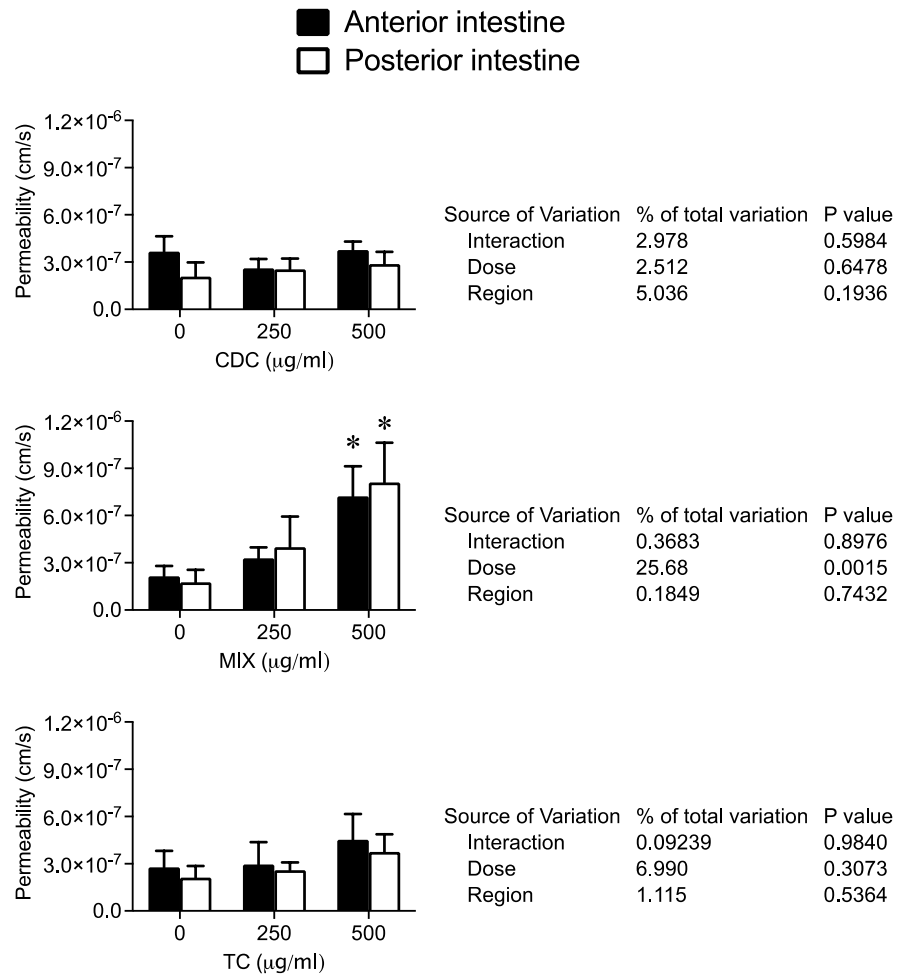 Anterior intestine
Posterior intestine
Permeability (cm/s)
1.2×10⁻⁶
9.0×10⁻⁷
6.0×10⁻⁷
3.0×10⁻⁷
0.0
0 250 500
CDC (μg/ml)
Source of Variation % of total variation P value
Interaction 2.978 0.5984
Dose 2.512 0.6478
Region 5.036 0.1936
Permeability (cm/s)
1.2×10⁻⁶
9.0×10⁻⁷
6.0×10⁻⁷
3.0×10⁻⁷
0.0
* *
0 250 500
MIX (μg/ml)
Source of Variation % of total variation P value
Interaction 0.3683 0.8976
Dose 25.68 0.0015
Region 0.1849 0.7432
Permeability (cm/s)
1.2×10⁻⁶
9.0×10⁻⁷
6.0×10⁻⁷
3.0×10⁻⁷
0.0
0 250 500
TC (μg/ml)
Source of Variation % of total variation P value
Interaction 0.09239 0.9840
Dose 6.990 0.3073
Region 1.115 0.5364